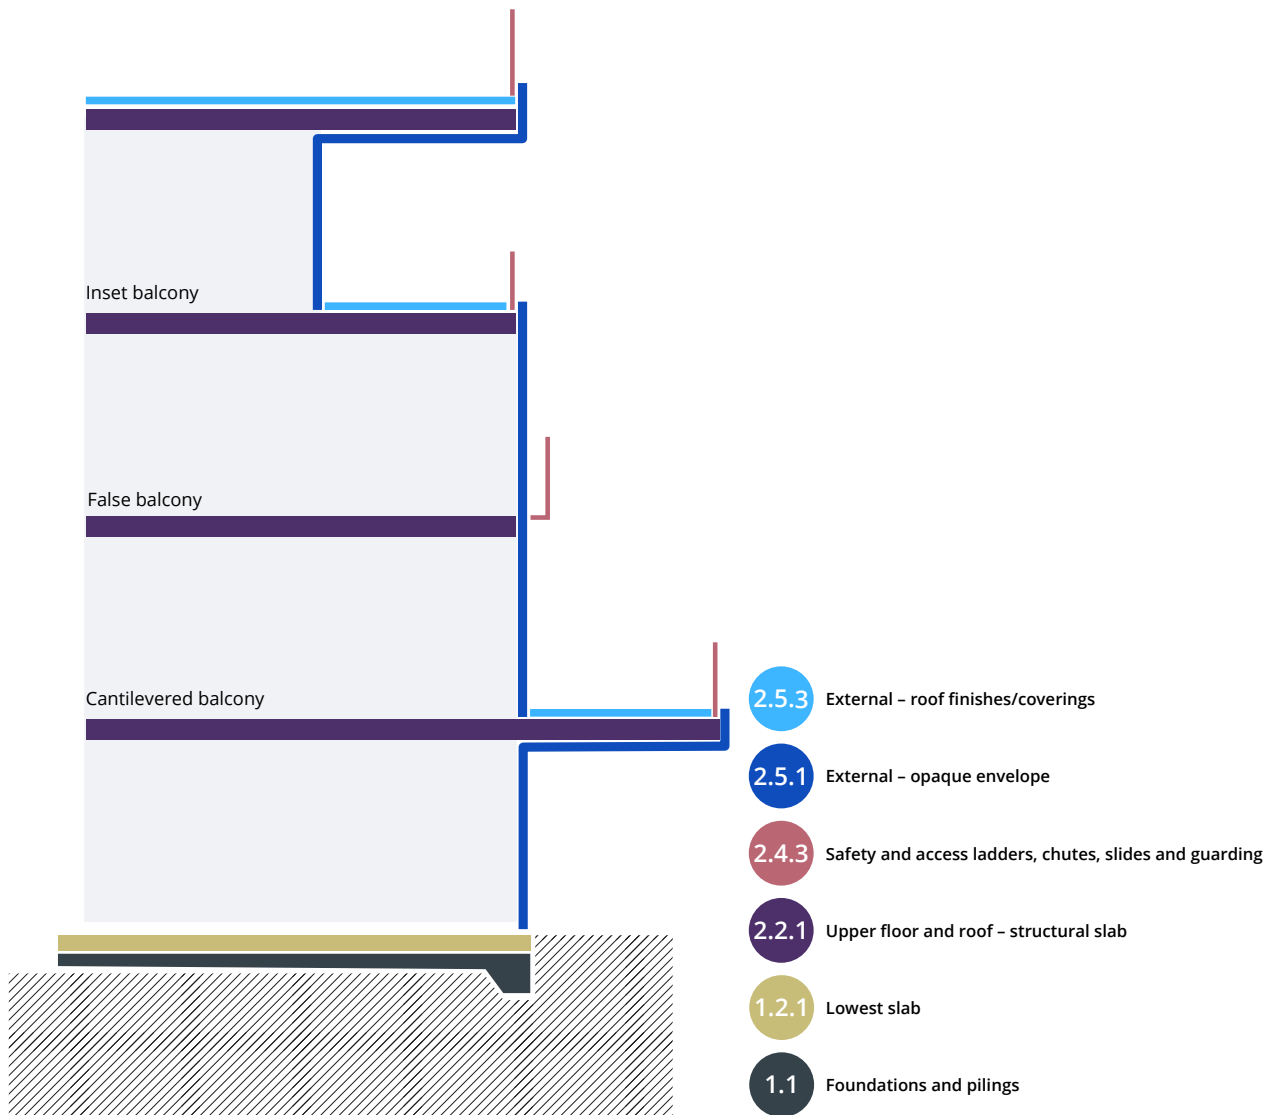 Inset balcony
False balcony
Cantilevered balcony
2.5.3 External – roof finishes/coverings
2.5.1 External – opaque envelope
2.4.3 Safety and access ladders, chutes, slides and guarding
2.2.1 Upper floor and roof – structural slab
1.2.1 Lowest slab
1.1 Foundations and pilings